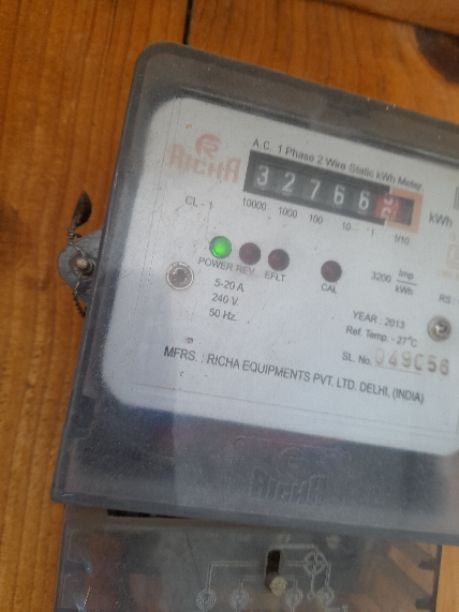 A.C. 1 Phase 2 Wire Static kWh Meter
RICHA
32766
kWh
CL - 1
10000 1000 100 10 1 1/10
POWER REV EFLT CAL
3200 Imp/kWh
5-20 A
240 V
50 Hz.
RS
YEAR : 2013
Ref. Temp. - 27°C
SL. No.
MFRS. : RICHA EQUIPMENTS PVT. LTD. DELHI, (INDIA)
RICHA